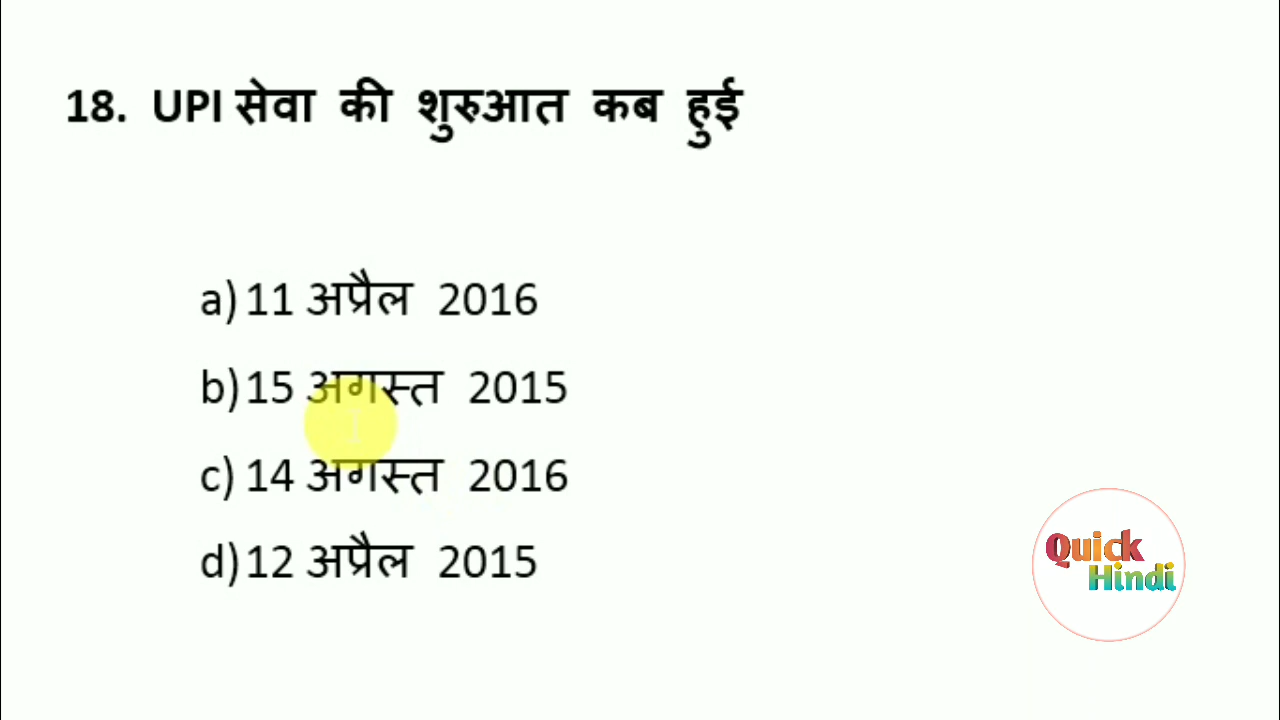 18. UPI सेवा की शुरुआत कब हुई
a) 11 अप्रैल 2016
b) 15 अगस्त 2015
c) 14 अगस्त 2016
d) 12 अप्रैल 2015
Quick
Hindi